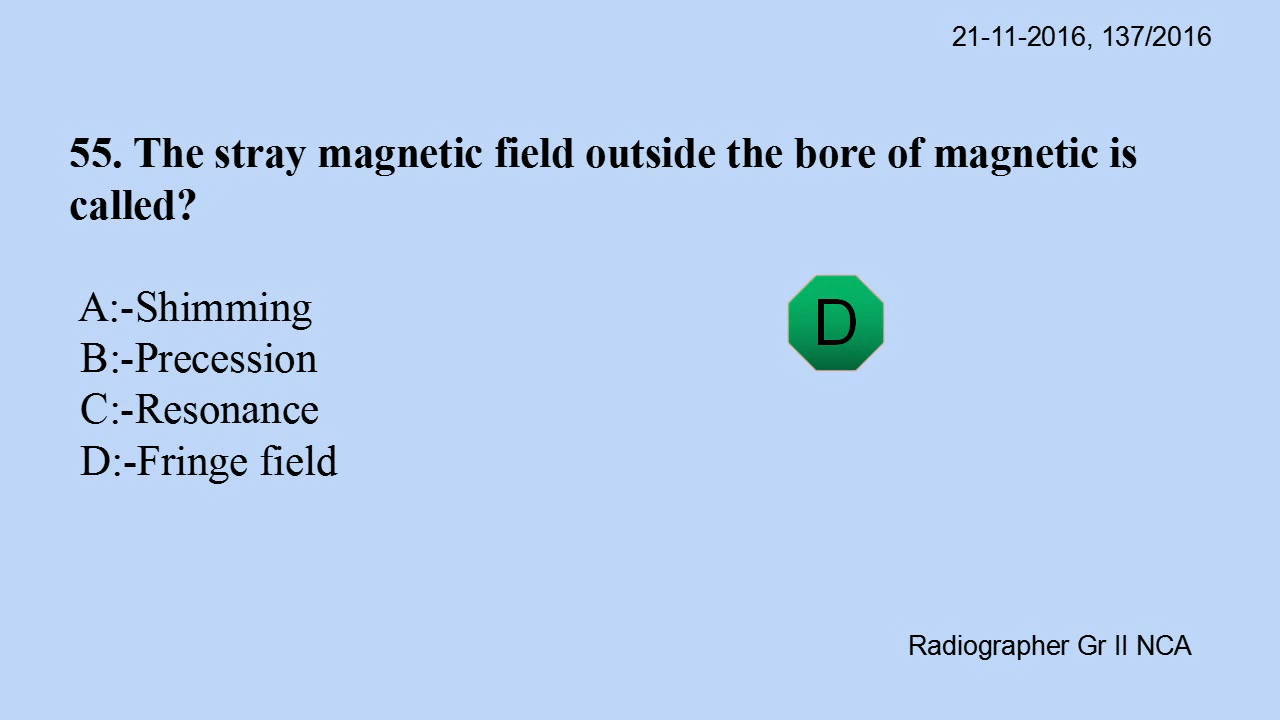 21-11-2016, 137/2016
55. The stray magnetic field outside the bore of magnetic is
called?
A:-Shimming
B:-Precession
C:-Resonance
D:-Fringe field
D
Radiographer Gr II NCA